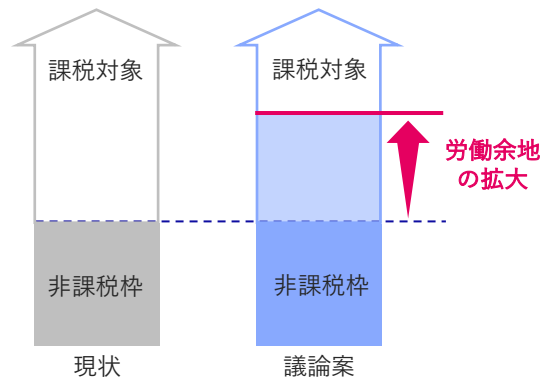 課税対象
課税対象
労働余地
の拡大
非課税枠
非課税枠
現状
議論案